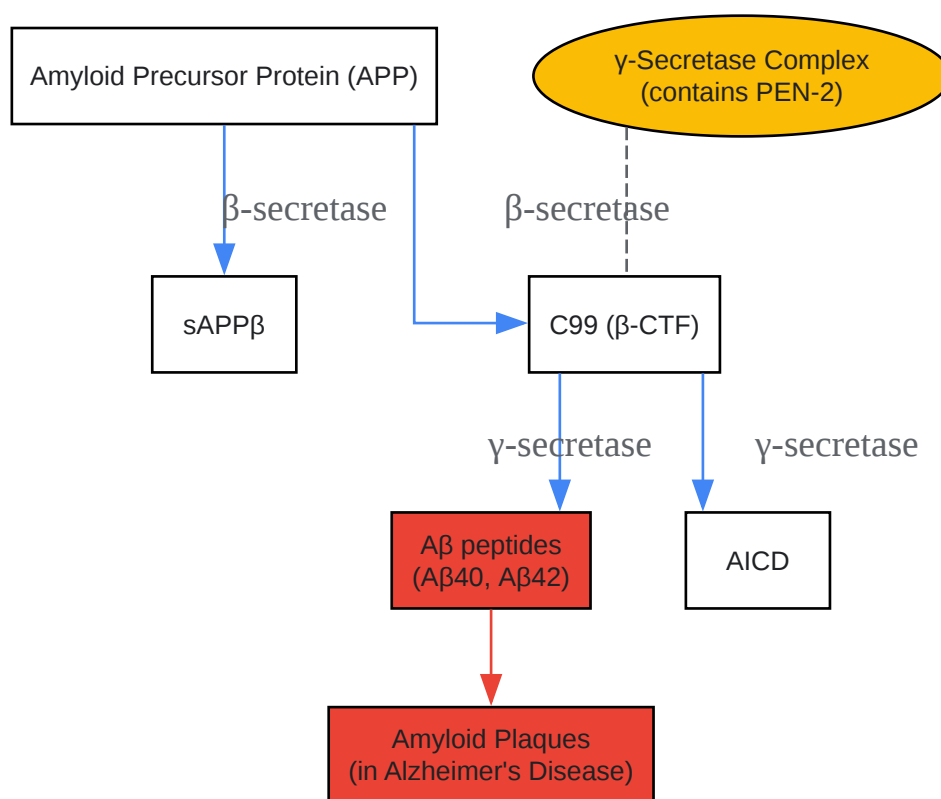 Amyloid Precursor Protein (APP)
γ-Secretase Complex
(contains PEN-2)
β-secretase
β-secretase
sAPPβ
C99 (β-CTF)
γ-secretase
γ-secretase
Aβ peptides
(Aβ40, Aβ42)
AICD
Amyloid Plaques
(in Alzheimer's Disease)